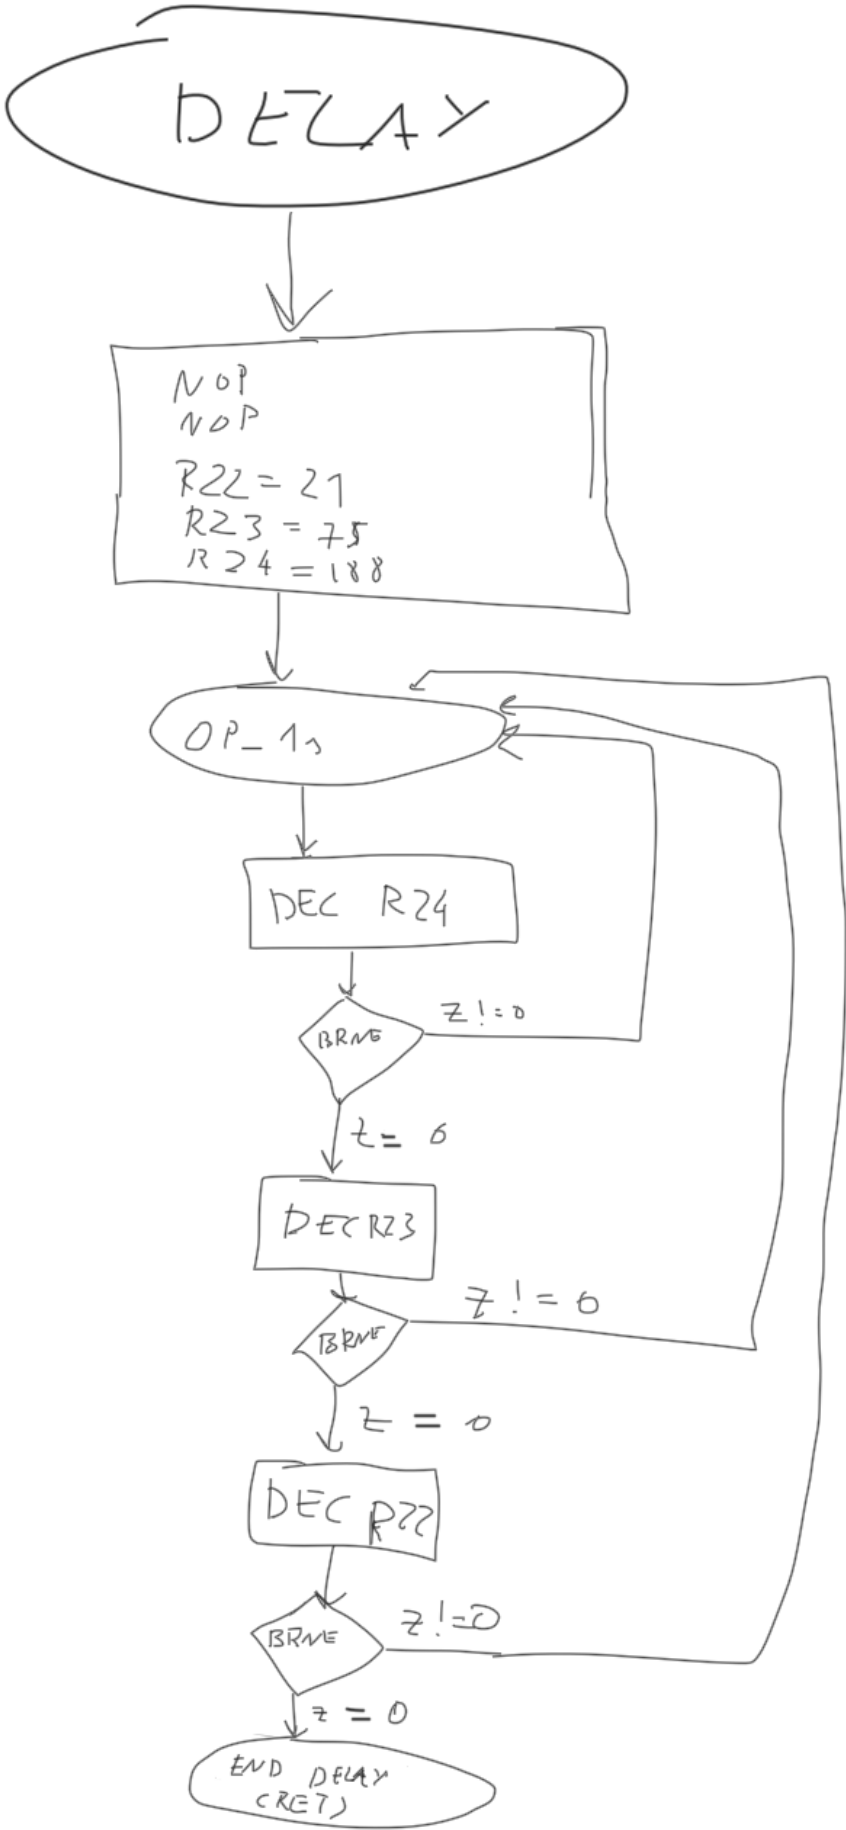 DELAY
NOP
NOP
R22 = 21
R23 = 75
R24 = 188
OP_1s
DEC R24
BRNE
Z != 0
Z = 0
DEC R23
BRNE
Z != 0
Z = 0
DEC R22
BRNE
Z != 0
Z = 0
END DELAY
(RET)